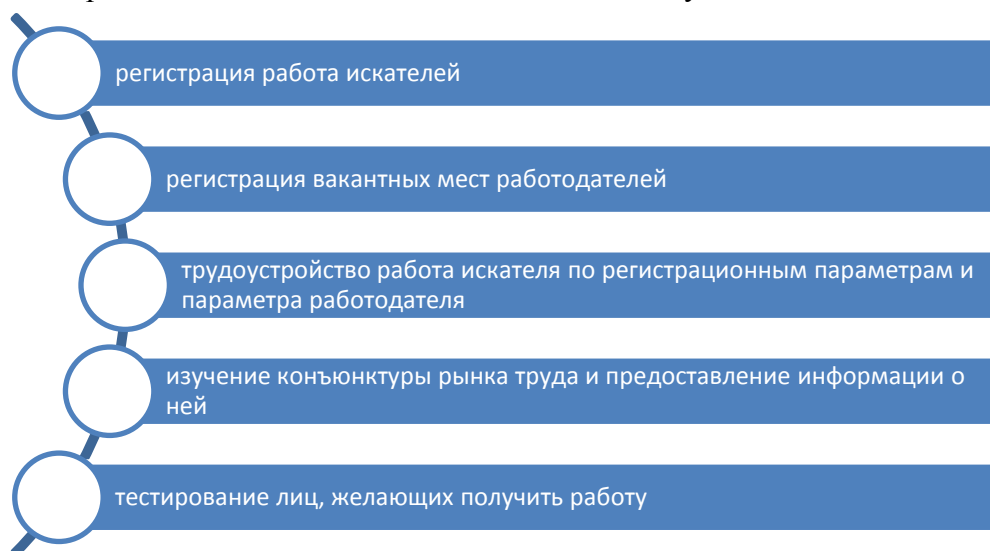 регистрация работа искателей
регистрация вакантных мест работодателей
трудоустройство работа искателя по регистрационным параметрам и
параметра работодателя
изучение конъюнктуры рынка труда и предоставление информации о
ней
тестирование лиц, желающих получить работу